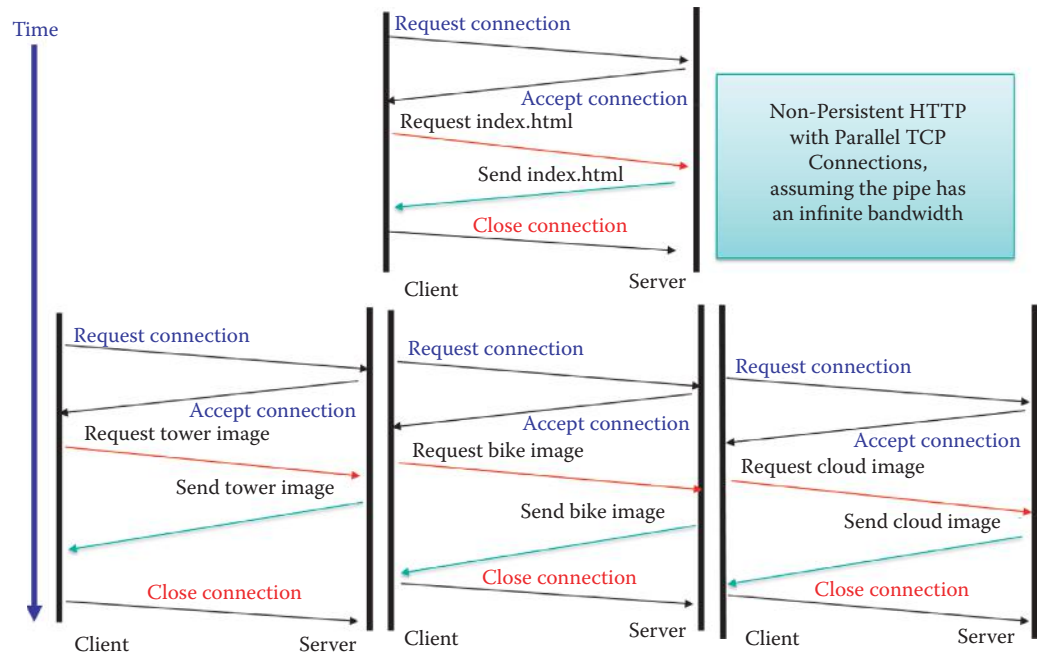 Time
Request connection
Accept connection
Request index.html
Send index.html
Close connection
Client
Server
Non-Persistent HTTP
with Parallel TCP
Connections,
assuming the pipe has
an infinite bandwidth
Request connection
Accept connection
Request tower image
Send tower image
Close connection
Client
Server
Request connection
Accept connection
Request bike image
Send bike image
Close connection
Client
Server
Request connection
Accept connection
Request cloud image
Send cloud image
Close connection
Client
Server